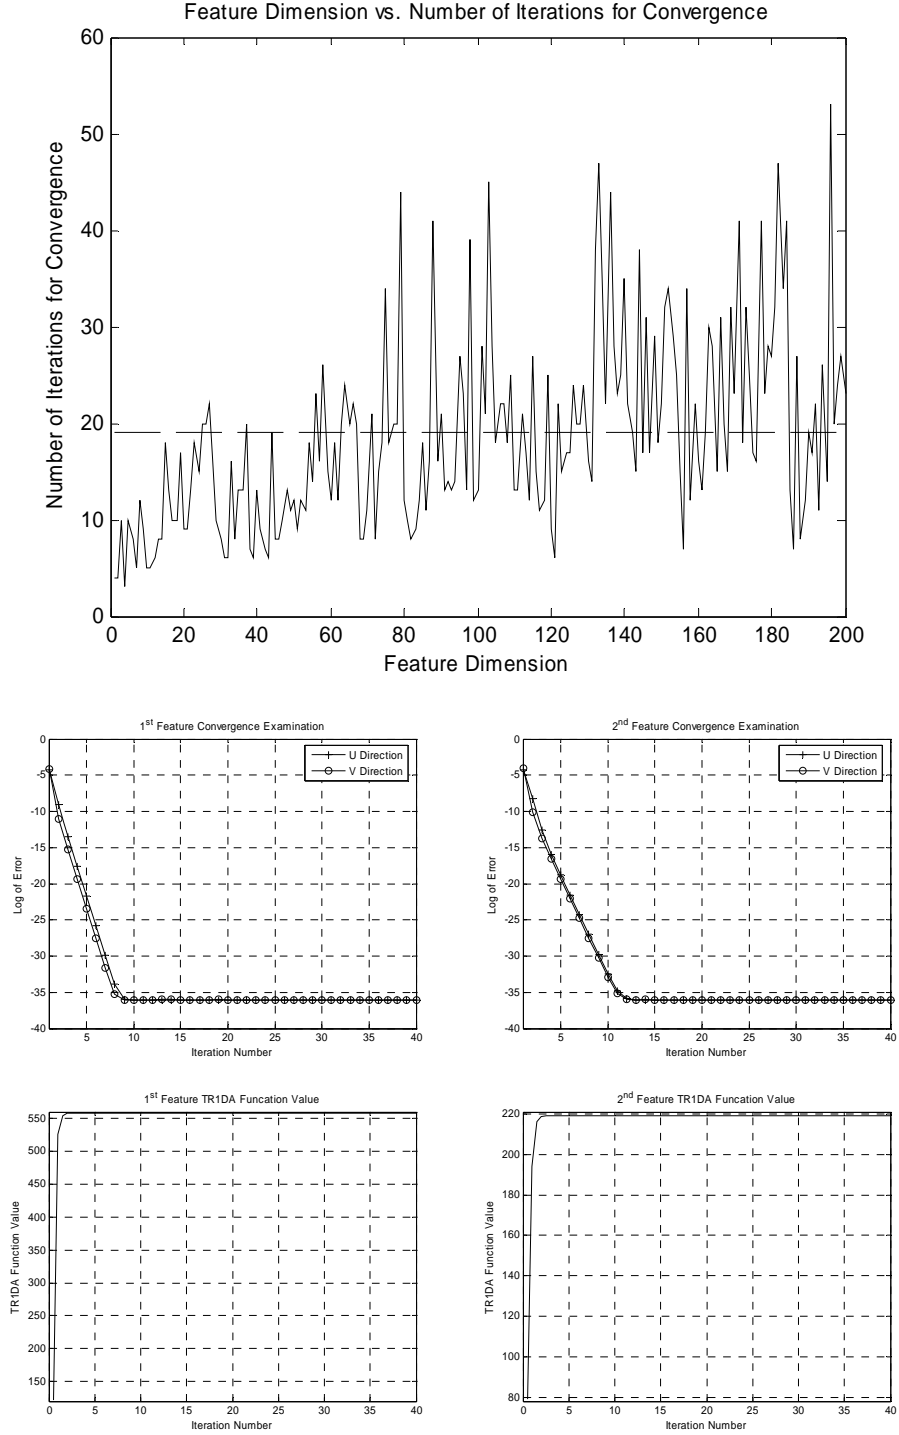 Feature Dimension vs. Number of Iterations for Convergence
60
50
40
30
20
10
0
Number of Iterations for Convergence
0 20 40 60 80 100 120 140 160 180 200
Feature Dimension
1st Feature Convergence Examination
0
-5
-10
-15
-20
-25
-30
-35
-40
Log of Error
U Direction
V Direction
5 10 15 20 25 30 35 40
Iteration Number
2nd Feature Convergence Examination
0
-5
-10
-15
-20
-25
-30
-35
-40
Log of Error
U Direction
V Direction
5 10 15 20 25 30 35 40
Iteration Number
1st Feature TR1DA Funcation Value
550
500
450
400
350
300
250
200
150
TR1DA Function Value
0 5 10 15 20 25 30 35 40
Iteration Number
2nd Feature TR1DA Funcation Value
220
200
180
160
140
120
100
80
TR1DA Function Value
0 5 10 15 20 25 30 35 40
Iteration Number